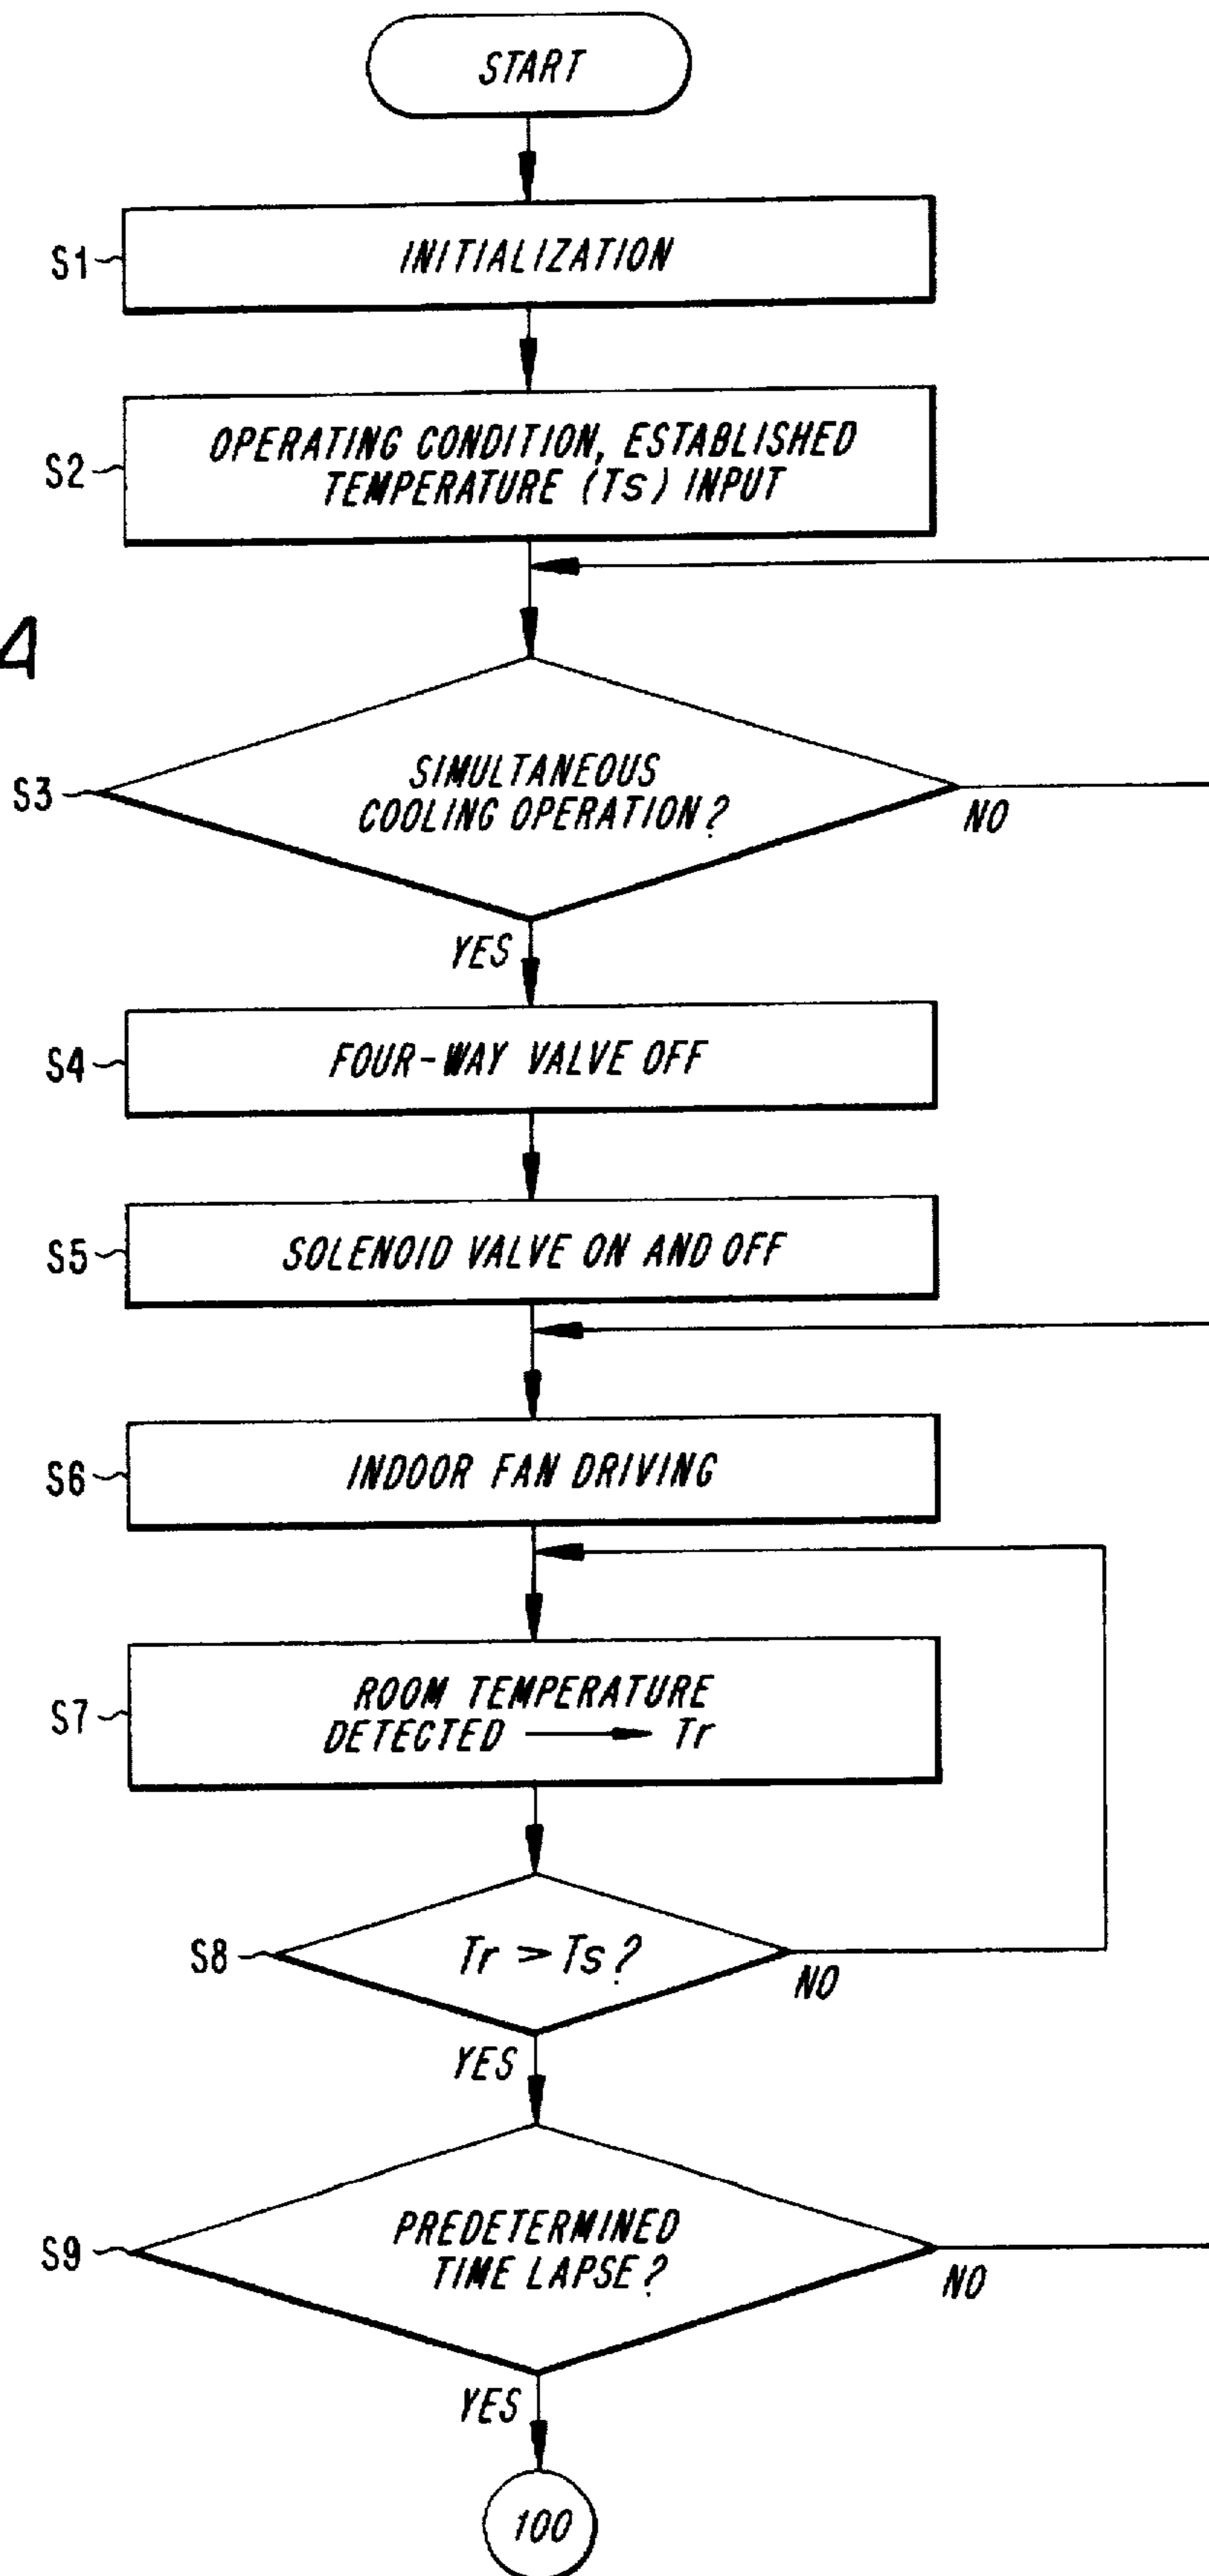 START
S1
INITIALIZATION
S2
OPERATING CONDITION, ESTABLISHED
TEMPERATURE (Ts) INPUT
4
S3
SIMULTANEOUS
COOLING OPERATION?
NO
YES
S4
FOUR-WAY VALVE OFF
S5
SOLENOID VALVE ON AND OFF
S6
INDOOR FAN DRIVING
S7
ROOM TEMPERATURE
DETECTED → Tr
S8
Tr > Ts?
NO
YES
S9
PREDETERMINED
TIME LAPSE?
NO
YES
100